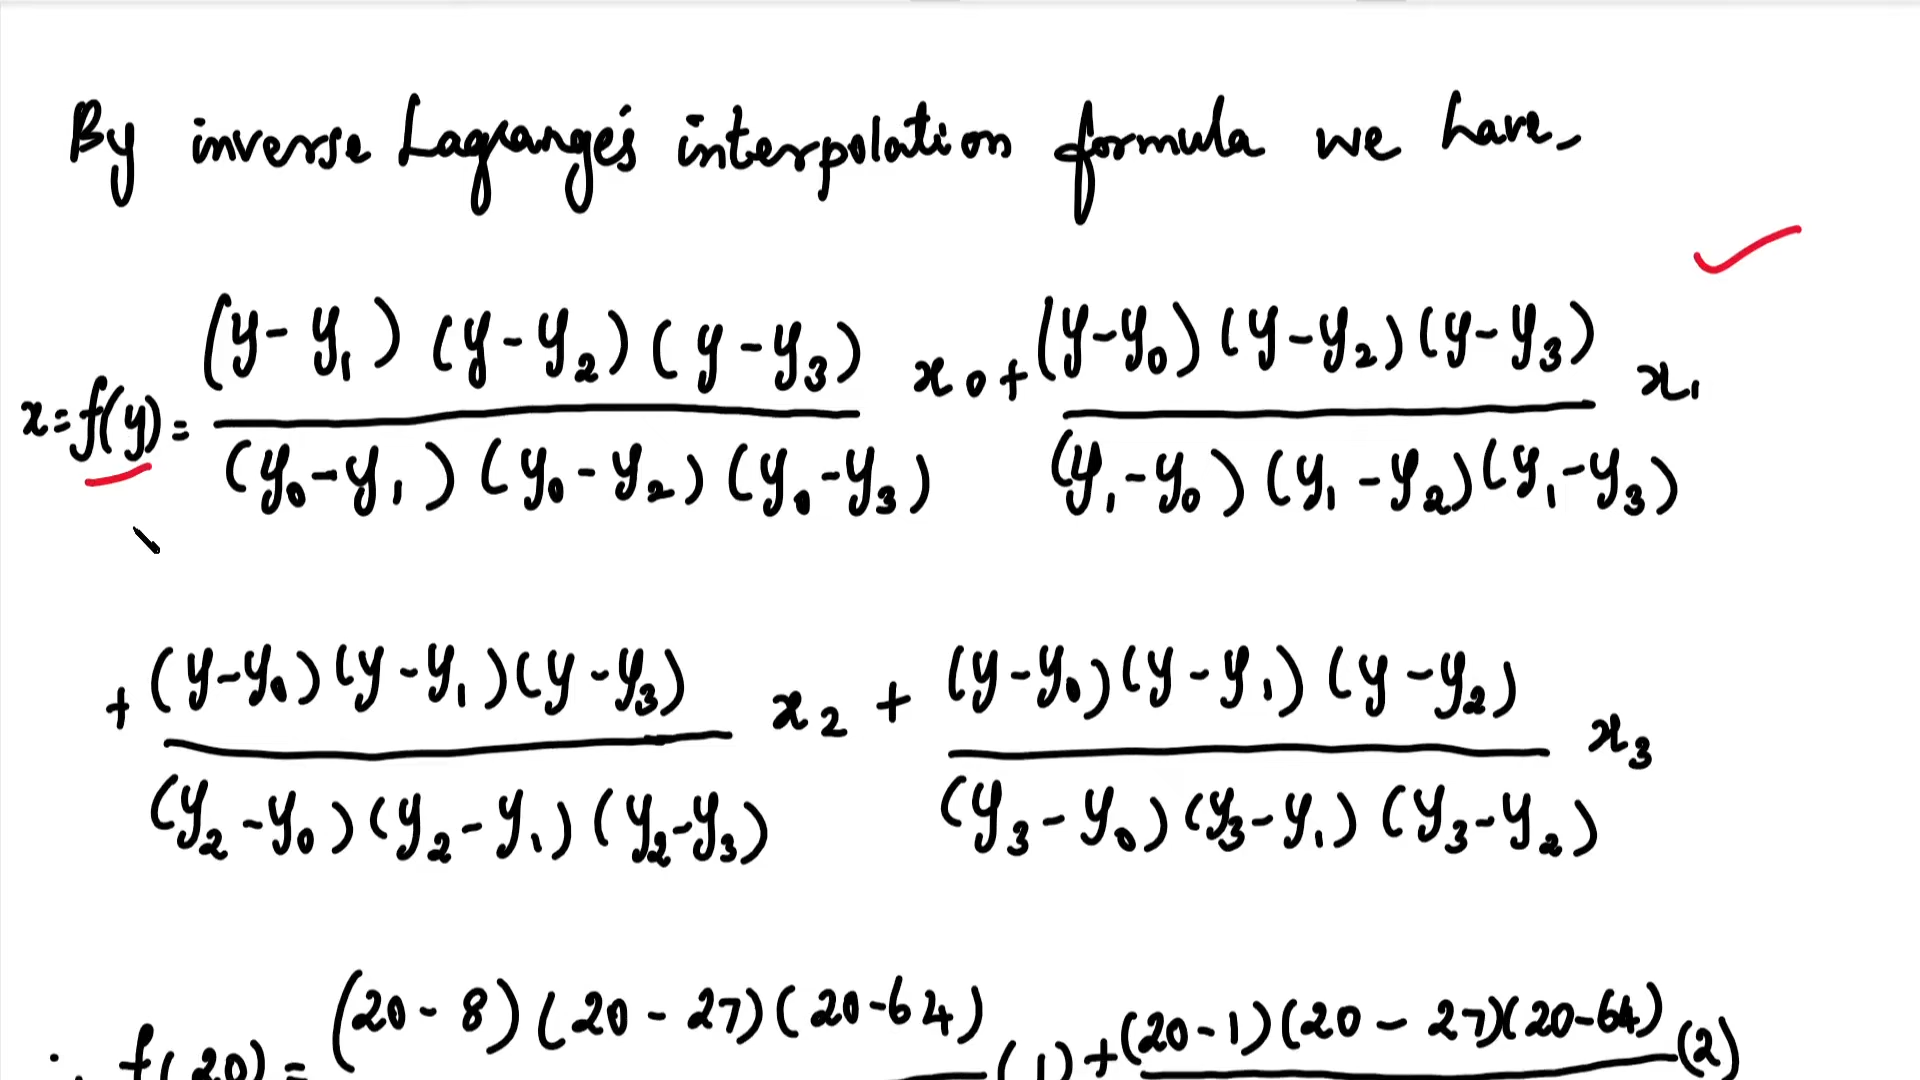 By inverse Lagrange's interpolation formula we have,
(y-y₁)(y-y₂)(y-y₃) x₀ + (y-y₀)(y-y₂)(y-y₃) x₁
x=f(y)=
(y₀-y₁)(y₀-y₂)(y₀-y₃) (y₁-y₀)(y₁-y₂)(y₁-y₃)
+ (y-y₀)(y-y₁)(y-y₃) x₂ + (y-y₀)(y-y₁)(y-y₂) x₃
(y₂-y₀)(y₂-y₁)(y₂-y₃) (y₃-y₀)(y₃-y₁)(y₃-y₂)
∴ f(20) = (20-8)(20-27)(20-64) (1) + (20-1)(20-27)(20-64) (2)